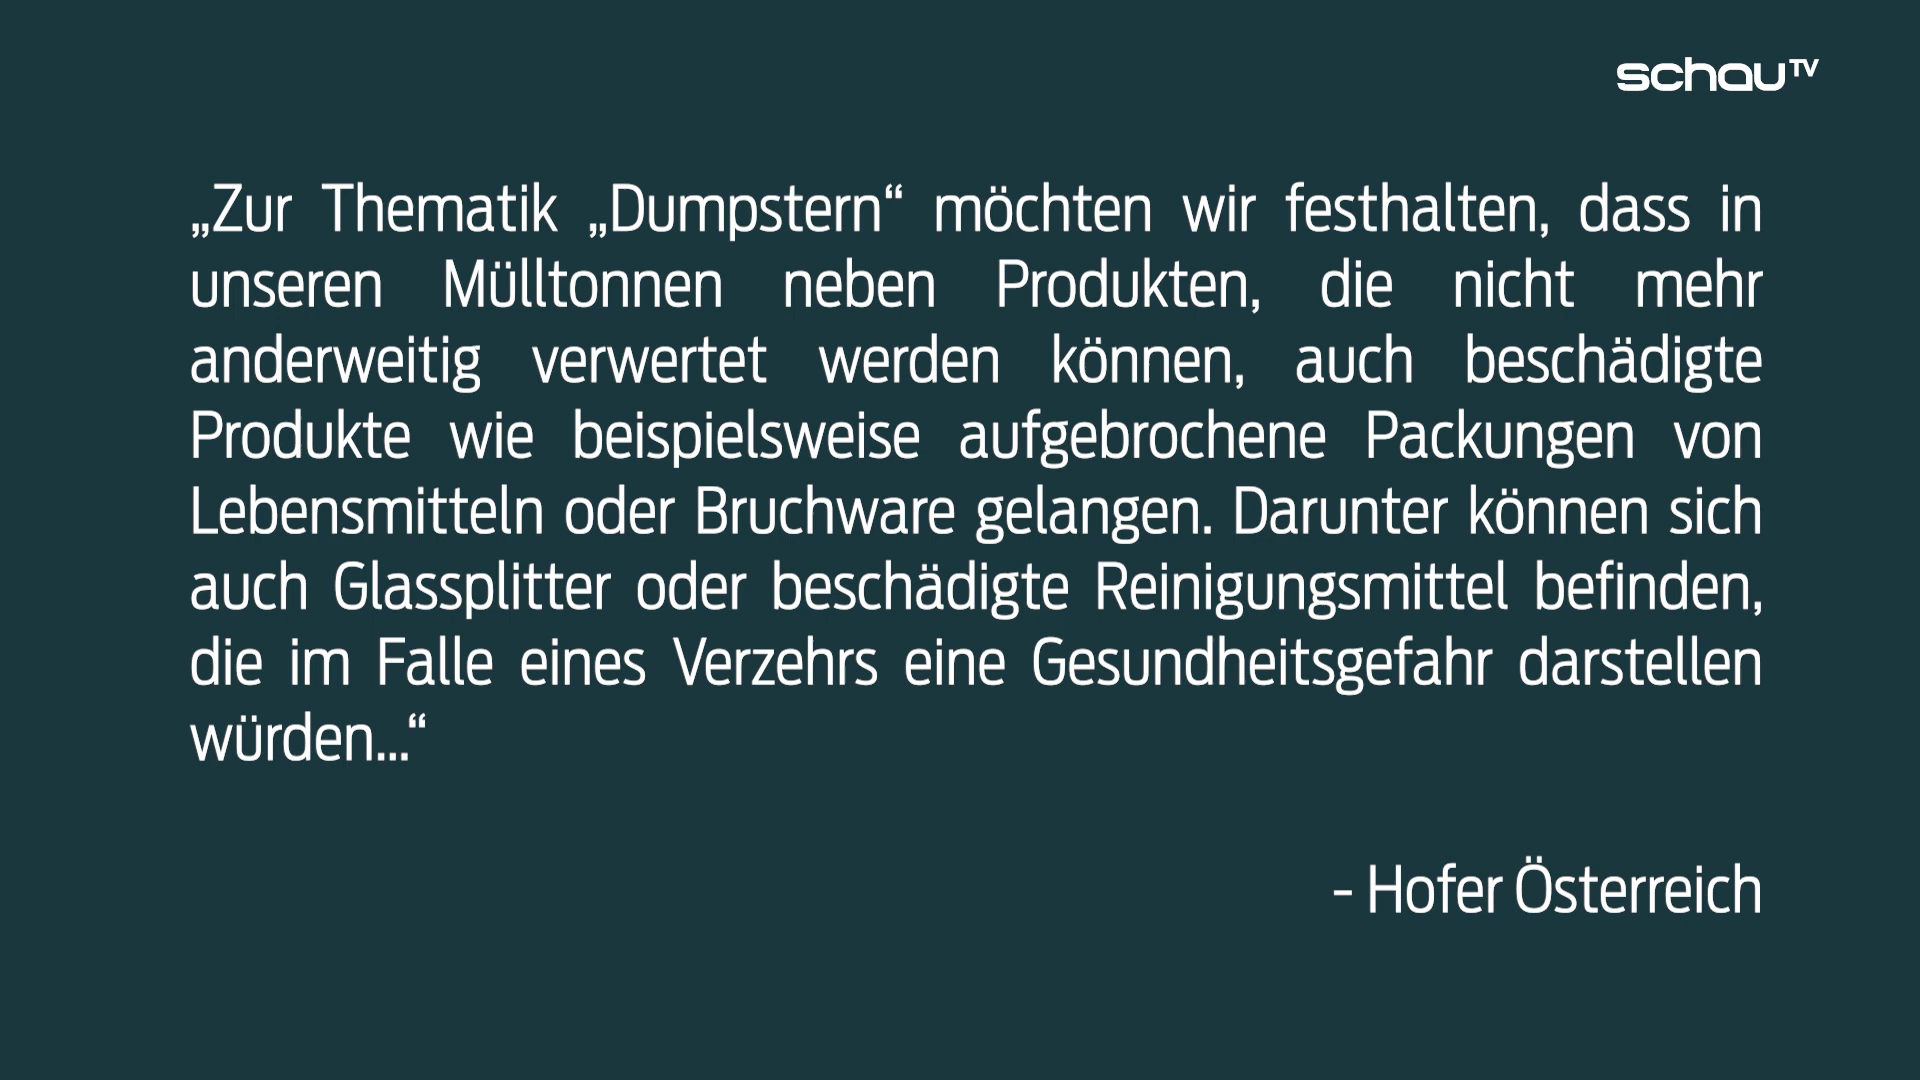 schau TV
„Zur Thematik „Dumpstern“ möchten wir festhalten, dass in
unseren Mülltonnen neben Produkten, die nicht mehr
anderweitig verwertet werden können, auch beschädigte
Produkte wie beispielsweise aufgebrochene Packungen von
Lebensmitteln oder Bruchware gelangen. Darunter können sich
auch Glassplitter oder beschädigte Reinigungsmittel befinden,
die im Falle eines Verzehrs eine Gesundheitsgefahr darstellen
würden...“
- Hofer Österreich